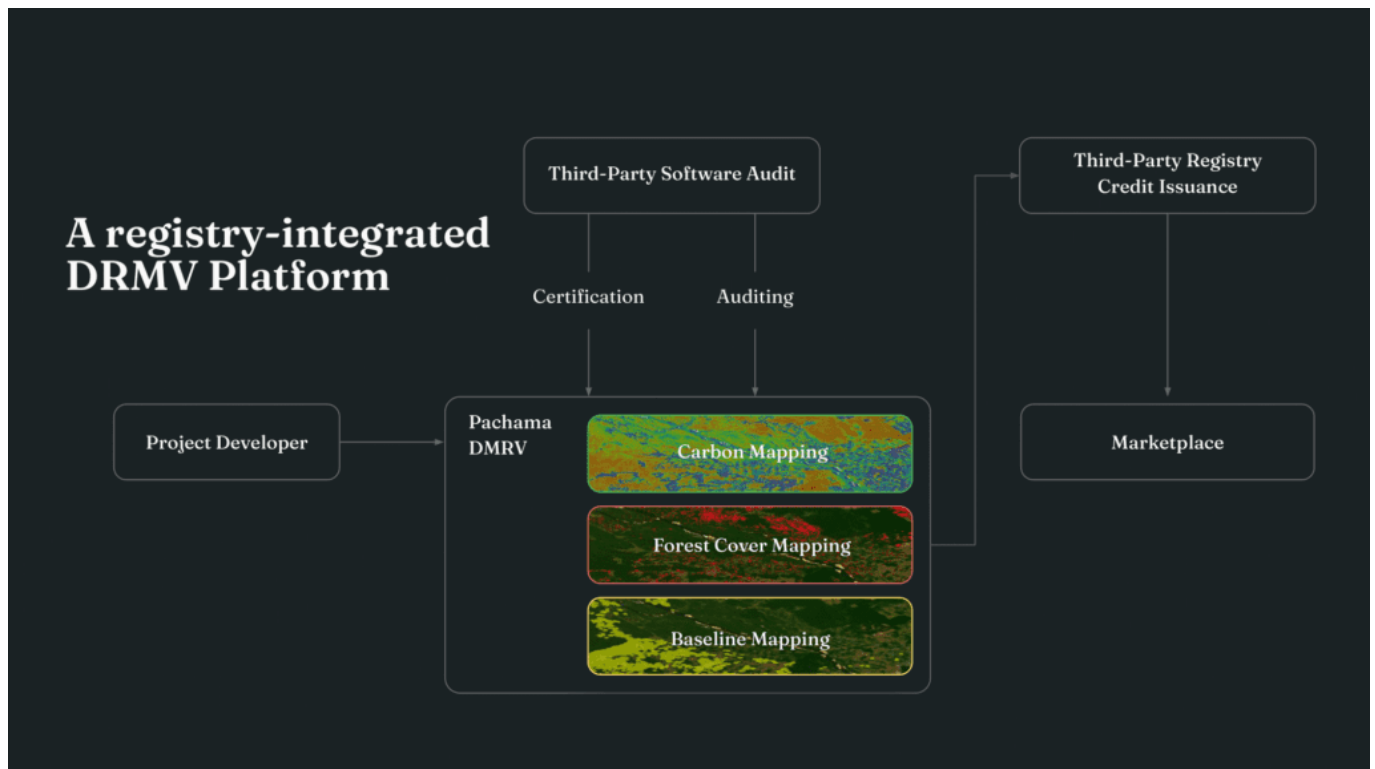 A registry-integrated
DRMV Platform
Third-Party Software Audit
Certification
Auditing
Project Developer
Pachama
DMRV
Carbon Mapping
Forest Cover Mapping
Baseline Mapping
Third-Party Registry
Credit Issuance
Marketplace